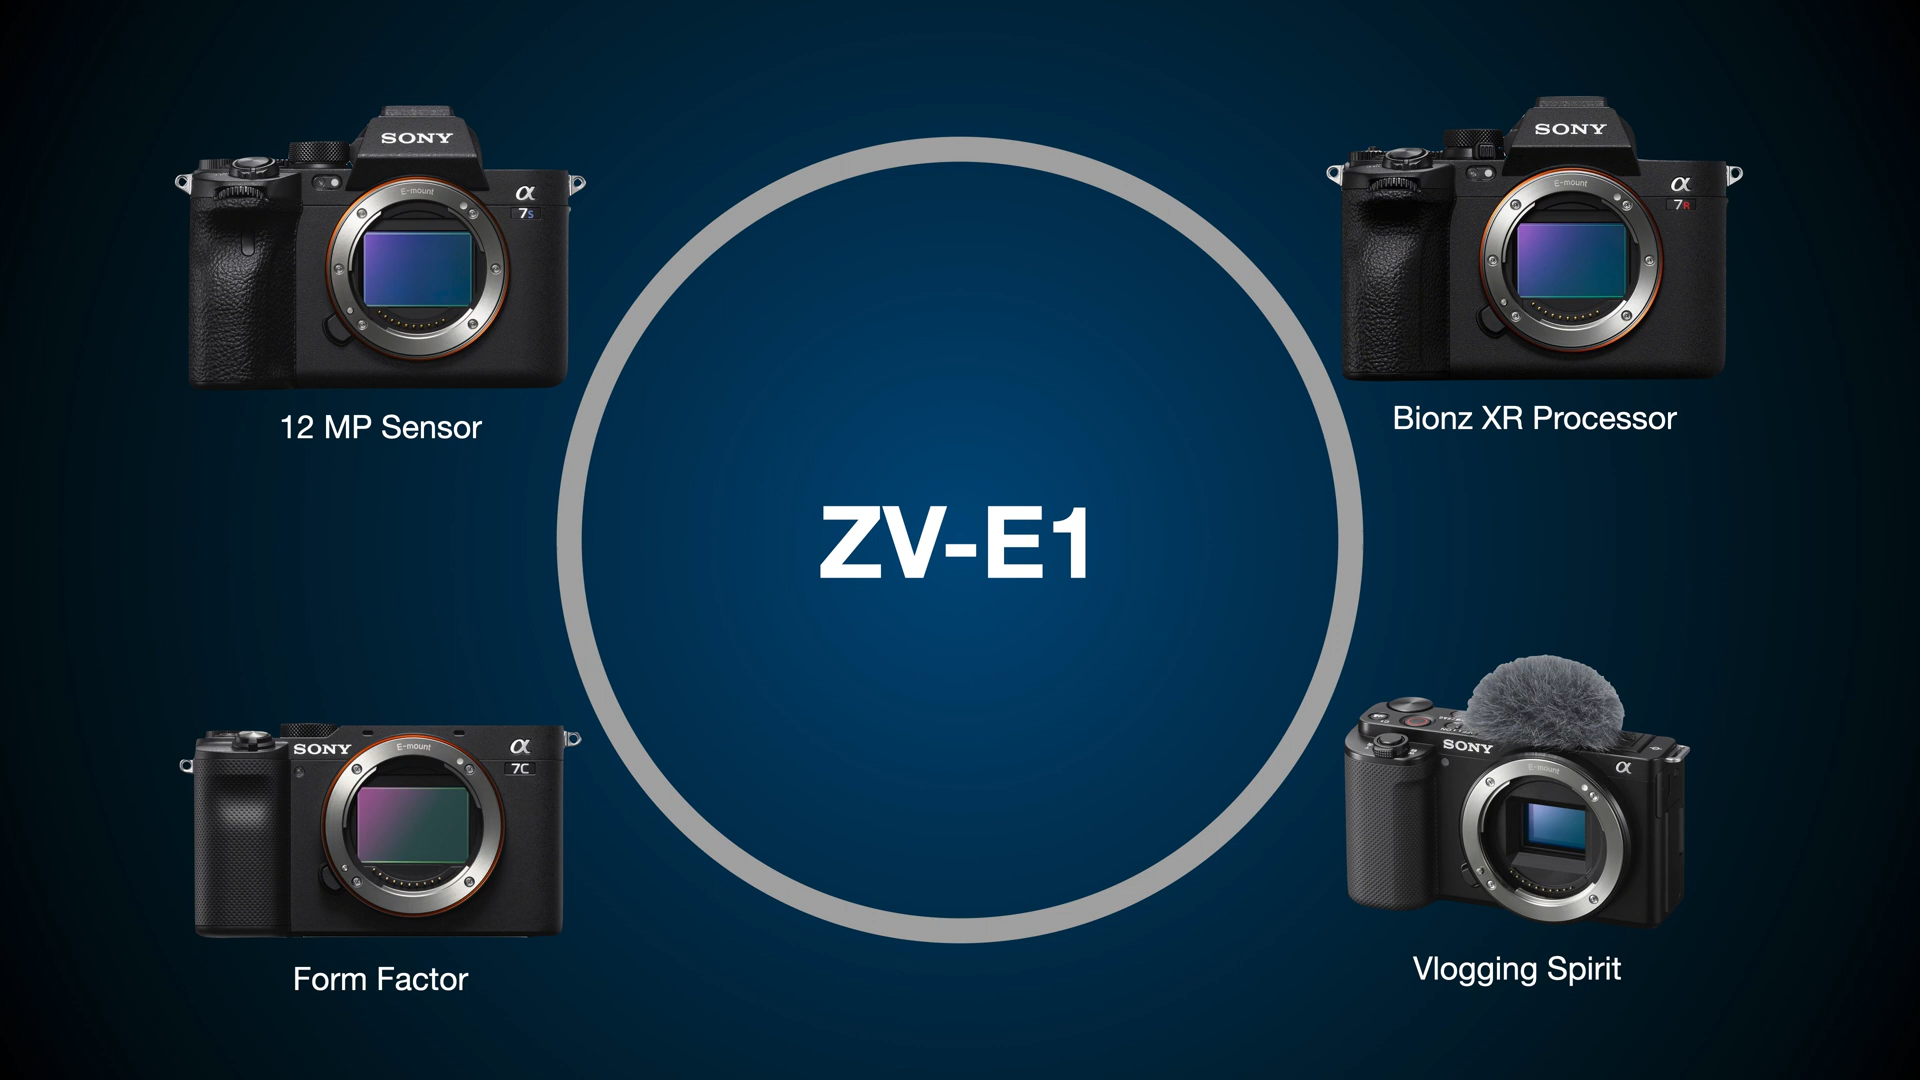 SONY
E-mount
α
7S
12 MP Sensor
SONY
E-mount
α
7R
Bionz XR Processor
ZV-E1
SONY
E-mount
α
7C
Form Factor
SONY
E-mount
α
Vlogging Spirit